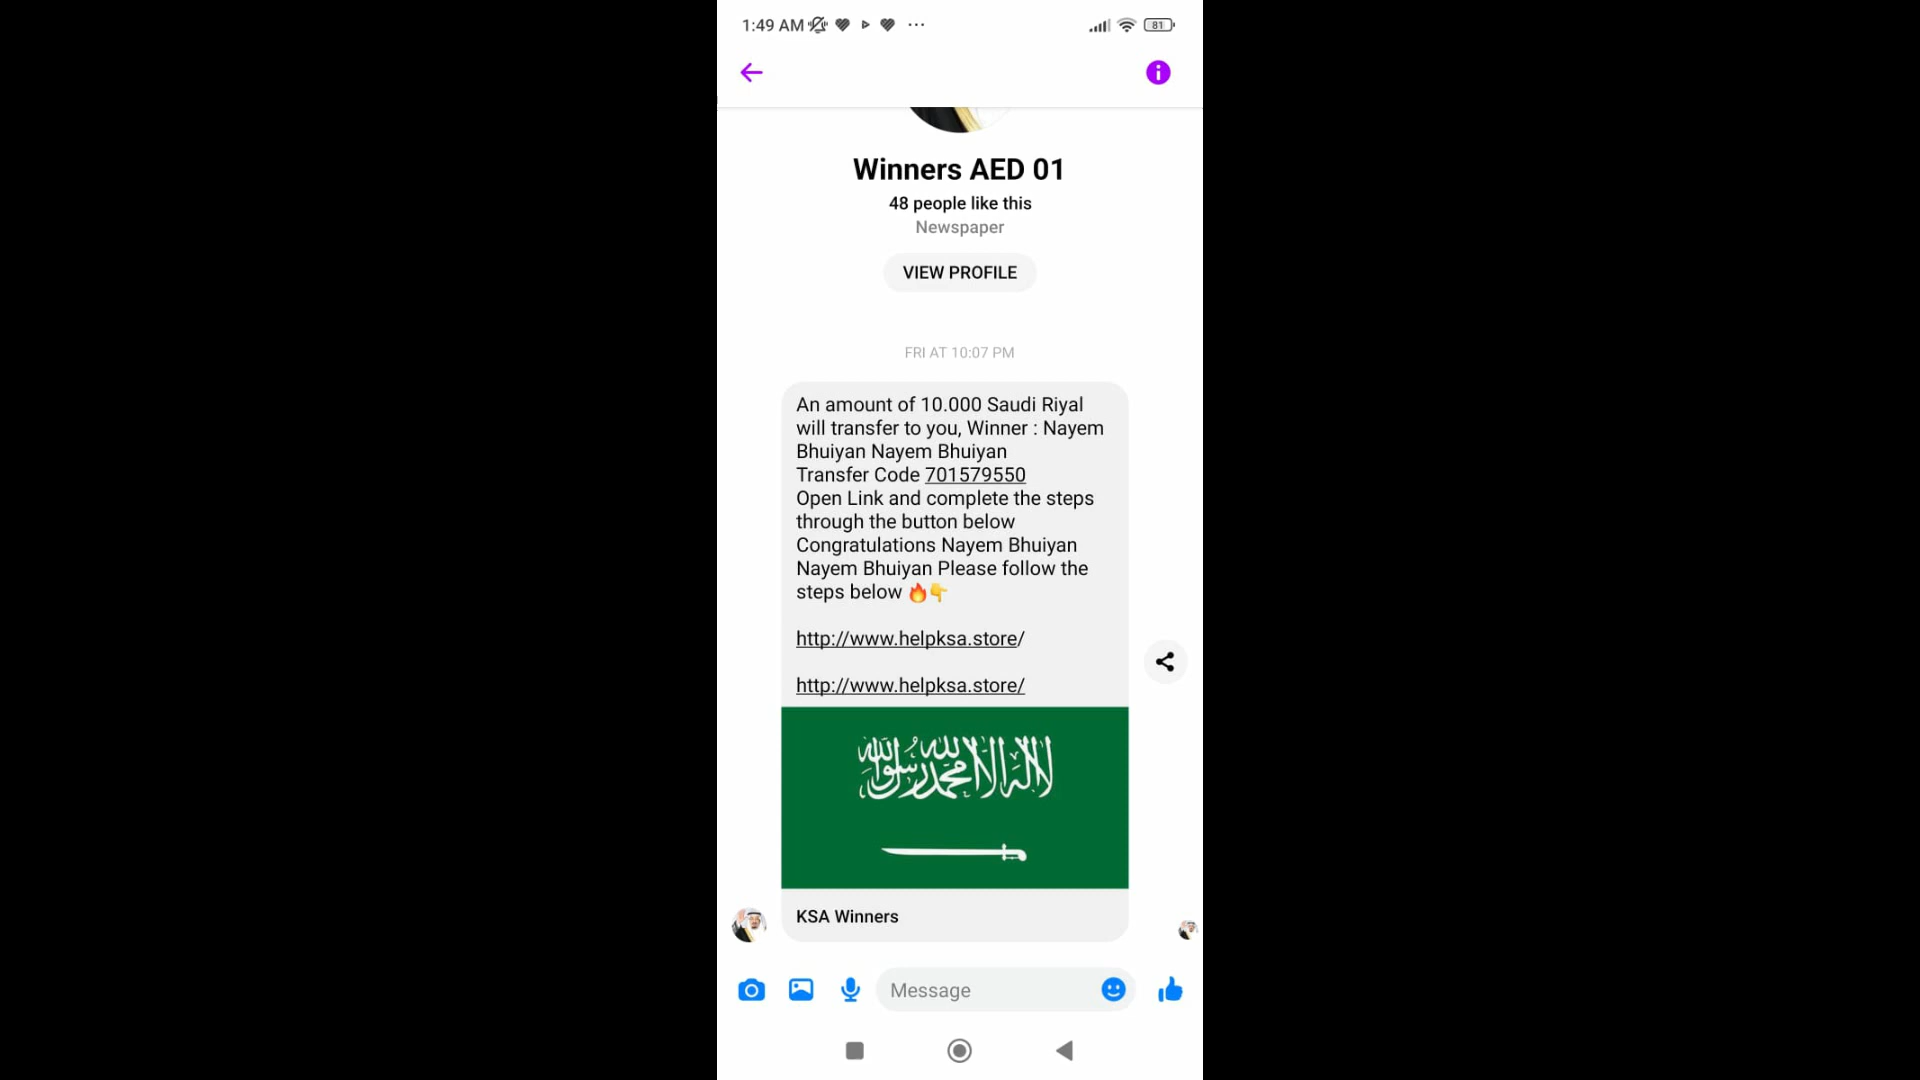 1:49 AM
81
Winners AED 01
48 people like this
Newspaper
VIEW PROFILE
FRI AT 10:07 PM
An amount of 10.000 Saudi Riyal
will transfer to you, Winner : Nayem
Bhuiyan Nayem Bhuiyan
Transfer Code 701579550
Open Link and complete the steps
through the button below
Congratulations Nayem Bhuiyan
Nayem Bhuiyan Please follow the
steps below 🔥👇
http://www.helpksa.store/
http://www.helpksa.store/
لا إله إلا الله محمد رسول الله
KSA Winners
Message